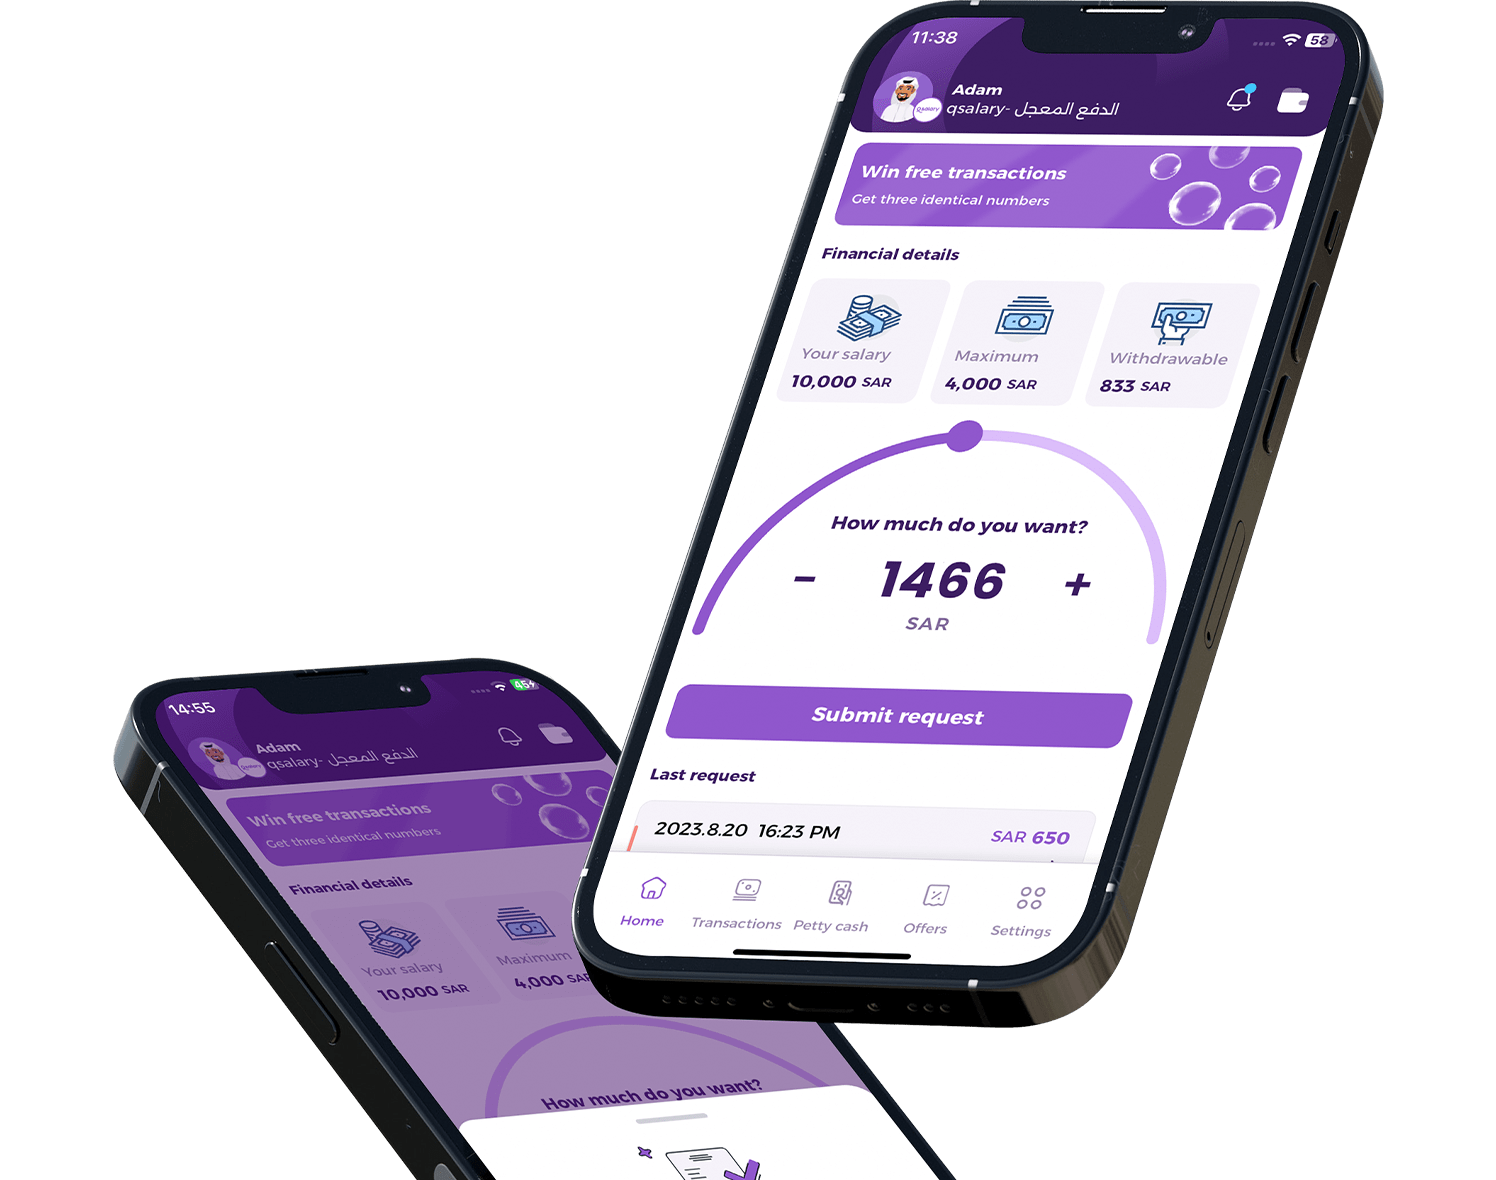 11:38
58
Adam
Qsalary
qsalary- الدفع المعجل
Win free transactions
Get three identical numbers
Financial details
Your salary
10,000 SAR
Maximum
4,000 SAR
Withdrawable
833 SAR
How much do you want?
- 1466 +
SAR
Submit request
Last request
2023.8.20 16:23 PM
SAR 650
Home
Transactions
Petty cash
Offers
Settings
14:55
45
Adam
qsalary- الدفع المعجل
Win free transactions
Get three identical numbers
Financial details
Your salary
10,000 SAR
Maximum
4,000 SAR
How much do you want?